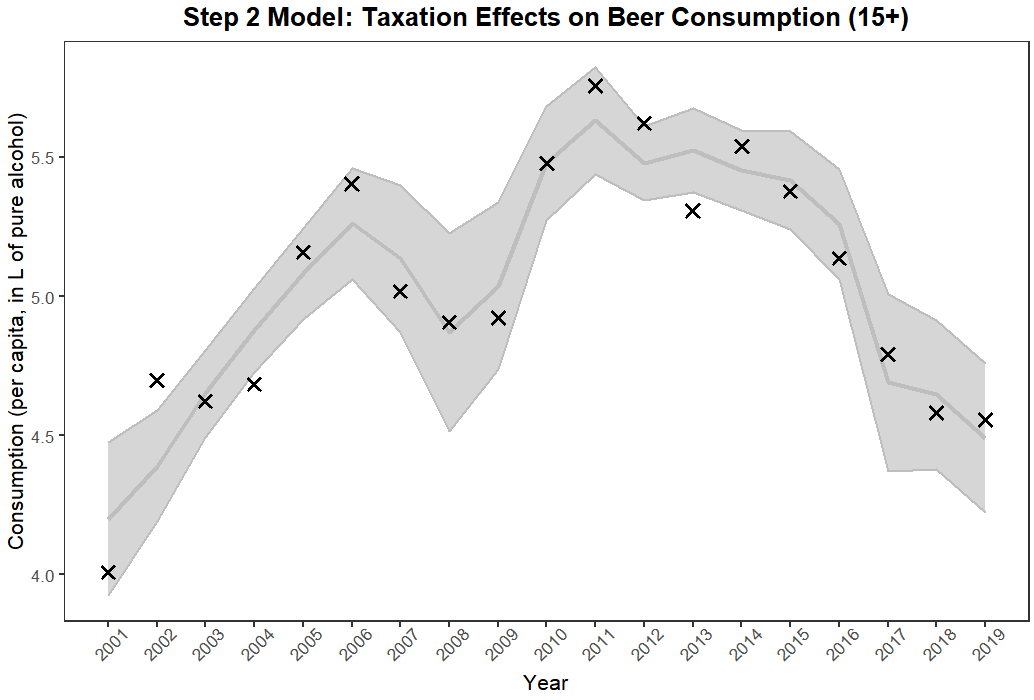 Step 2 Model: Taxation Effects on Beer Consumption (15+)
Consumption (per capita, in L of pure alcohol)
5.5
5.0
4.5
4.0
2001 2002 2003 2004 2005 2006 2007 2008 2009 2010 2011 2012 2013 2014 2015 2016 2017 2018 2019
Year